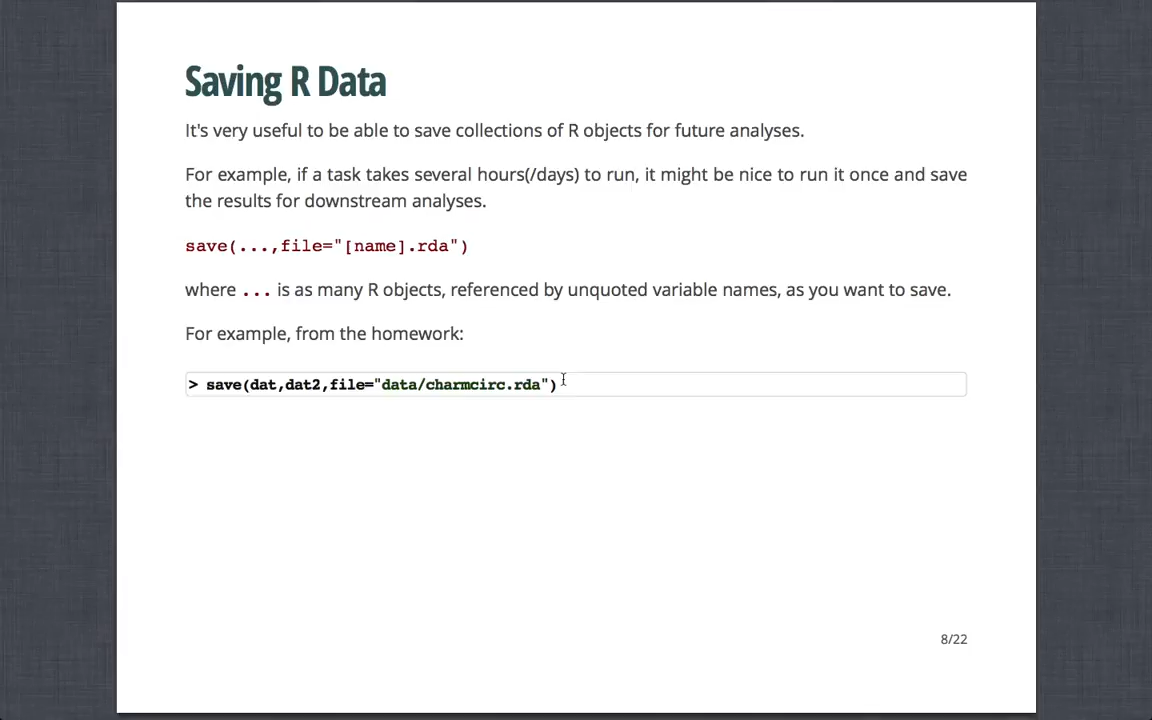 Saving R Data
It's very useful to be able to save collections of R objects for future analyses.
For example, if a task takes several hours(/days) to run, it might be nice to run it once and save
the results for downstream analyses.
save(...,file="[name].rda")
where ... is as many R objects, referenced by unquoted variable names, as you want to save.
For example, from the homework:
> save(dat,dat2,file="data/charmcirc.rda")
8/22